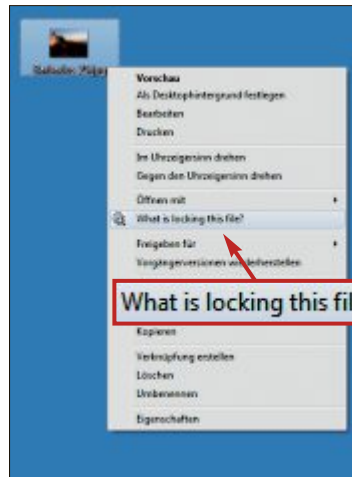 Vorschau
Als Desktophintergrund festlegen
Bearbeiten
Drucken
Im Uhrzeigersinn drehen
Gegen den Uhrzeigersinn drehen
Öffnen mit
What is locking this file?
Freigeben für
Vorgängerversionen wiederherstellen
What is locking this fil
Kopieren
Verknüpfung erstellen
Löschen
Umbenennen
Eigenschaften